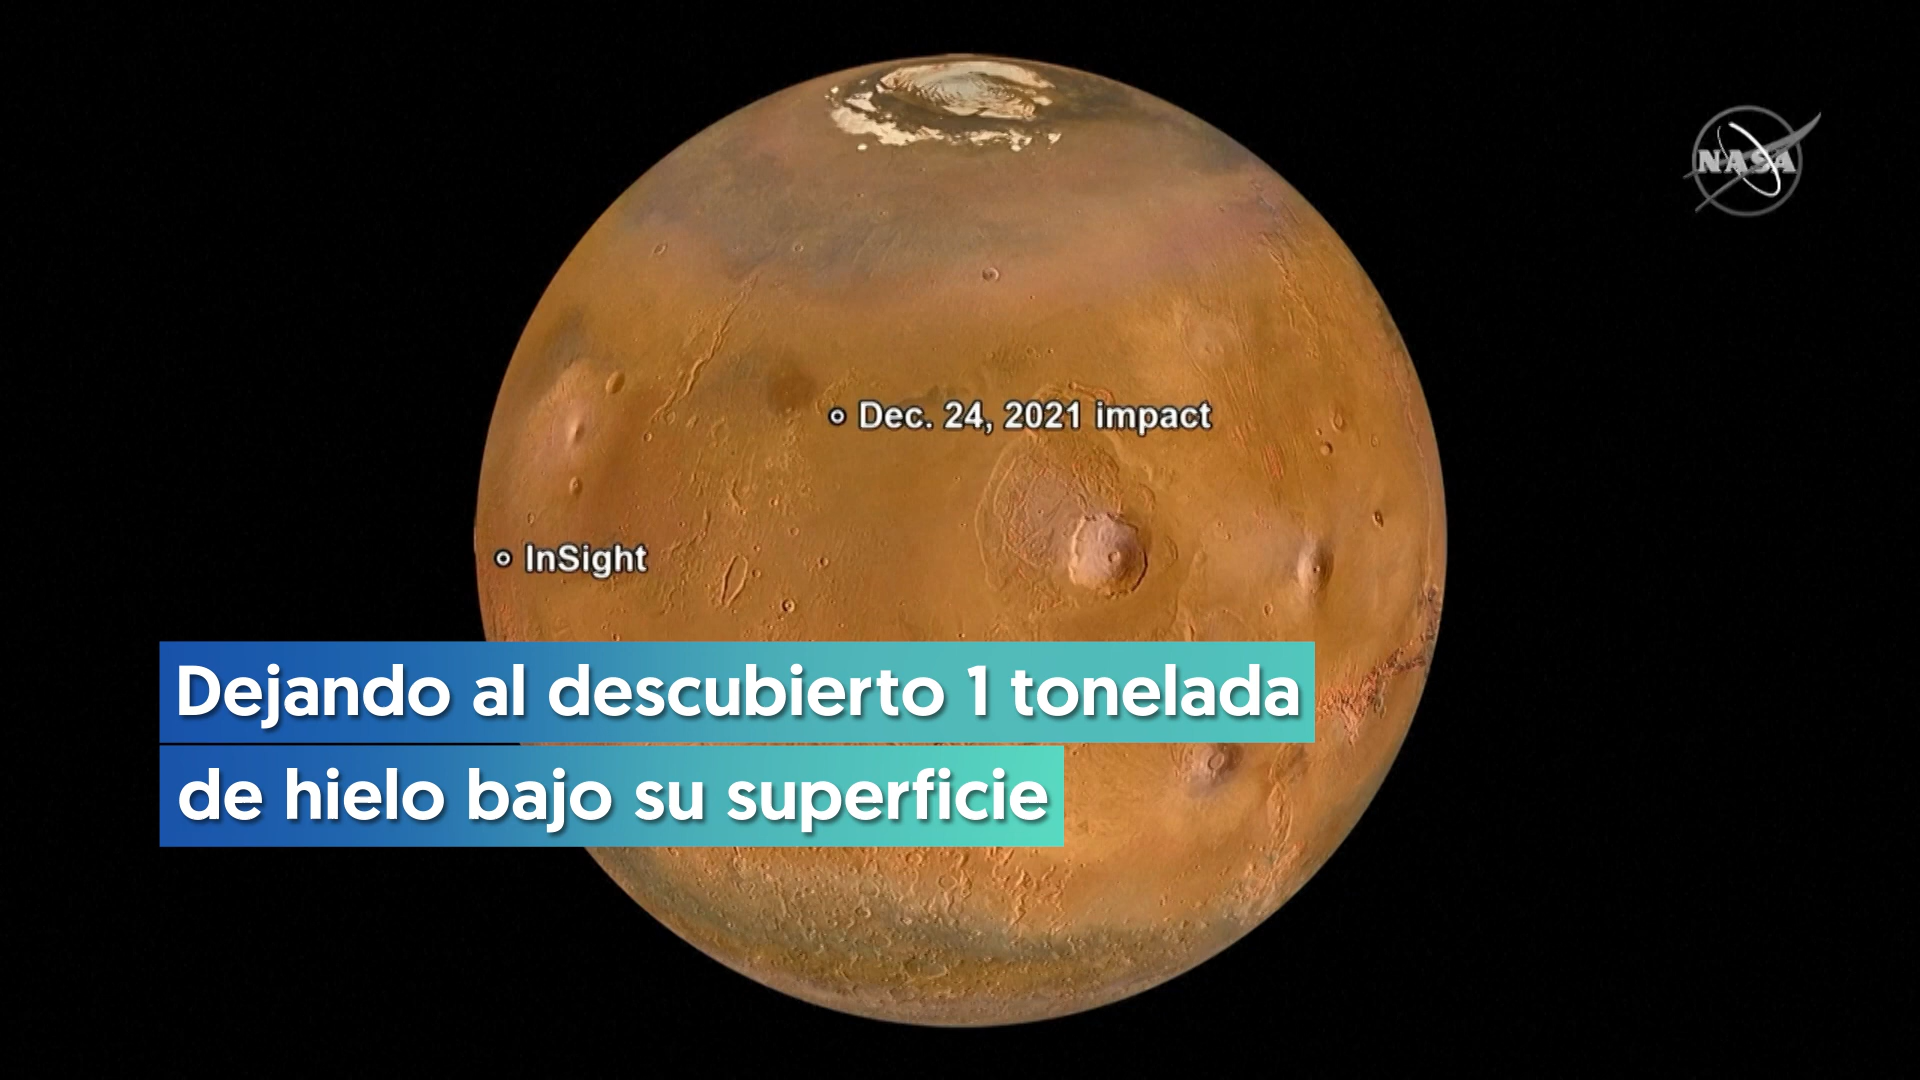 NASA
Dec. 24, 2021 impact
InSight
Dejando al descubierto 1 tonelada
de hielo bajo su superficie